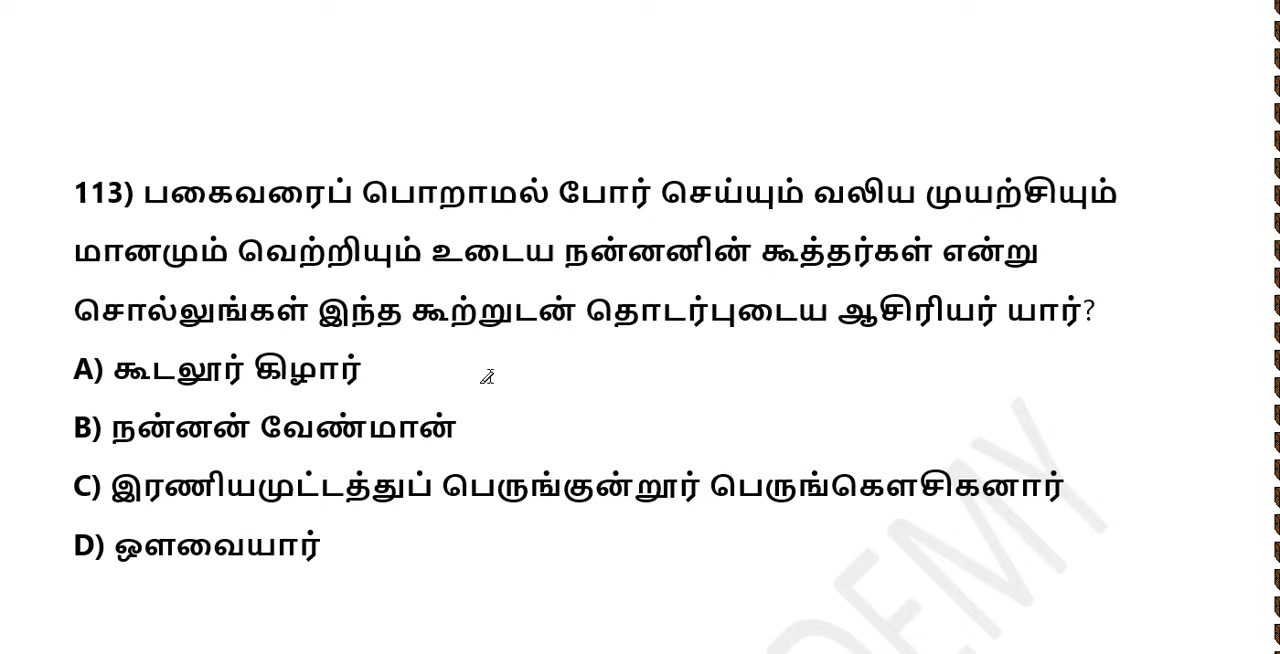 113) பகைவரைப் பொறாமல் போர் செய்யும் வலிய முயற்சியும்
மானமும் வெற்றியும் உடைய நன்னனின் கூத்தர்கள் என்று
சொல்லுங்கள் இந்த கூற்றுடன் தொடர்புடைய ஆசிரியர் யார்?
A) கூடலூர் கிழார்
B) நன்னன் வேண்மான்
C) இரணியமுட்டத்துப் பெருங்குன்றூர் பெருங்கௌசிகனார்
D) ஔவையார்